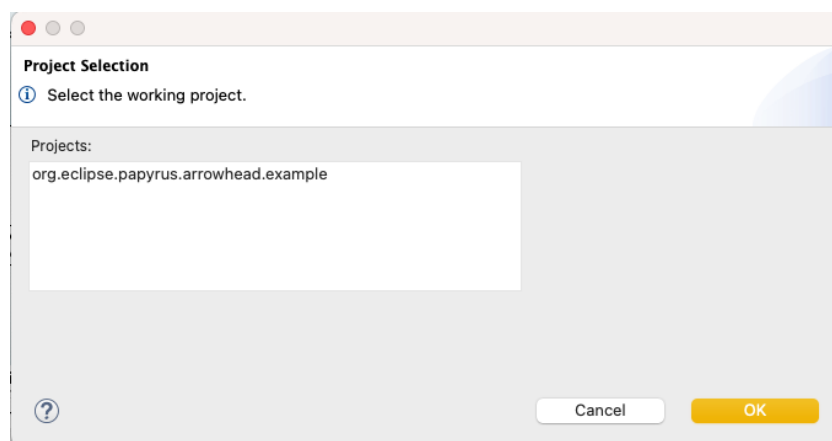 Project Selection
Select the working project.
Projects:
org.eclipse.papyrus.arrowhead.example
Cancel
OK